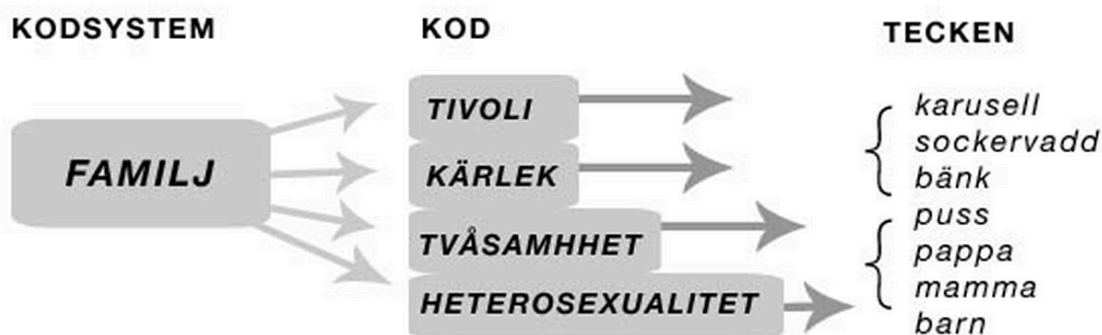 KODSYSTEM
KOD
TECKEN
FAMILJ
TIVOLI
KÄRLEK
TVÅSAMHHET
HETEROSEXUALITET
karusell
sockervadd
bänk
puss
pappa
mamma
barn